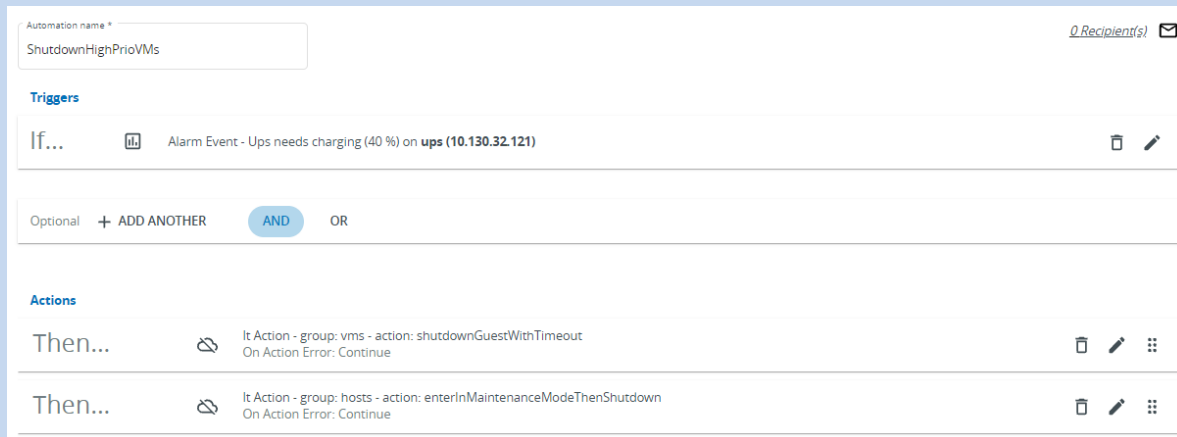 Automation name *
ShutdownHighPrioVMs
0 Recipient(s)
Triggers
If...
Alarm Event - Ups needs charging (40 %) on ups (10.130.32.121)
Optional + ADD ANOTHER AND OR
Actions
Then...
It Action - group: vms - action: shutdownGuestWithTimeout
On Action Error: Continue
Then...
It Action - group: hosts - action: enterInMaintenanceModeThenShutdown
On Action Error: Continue